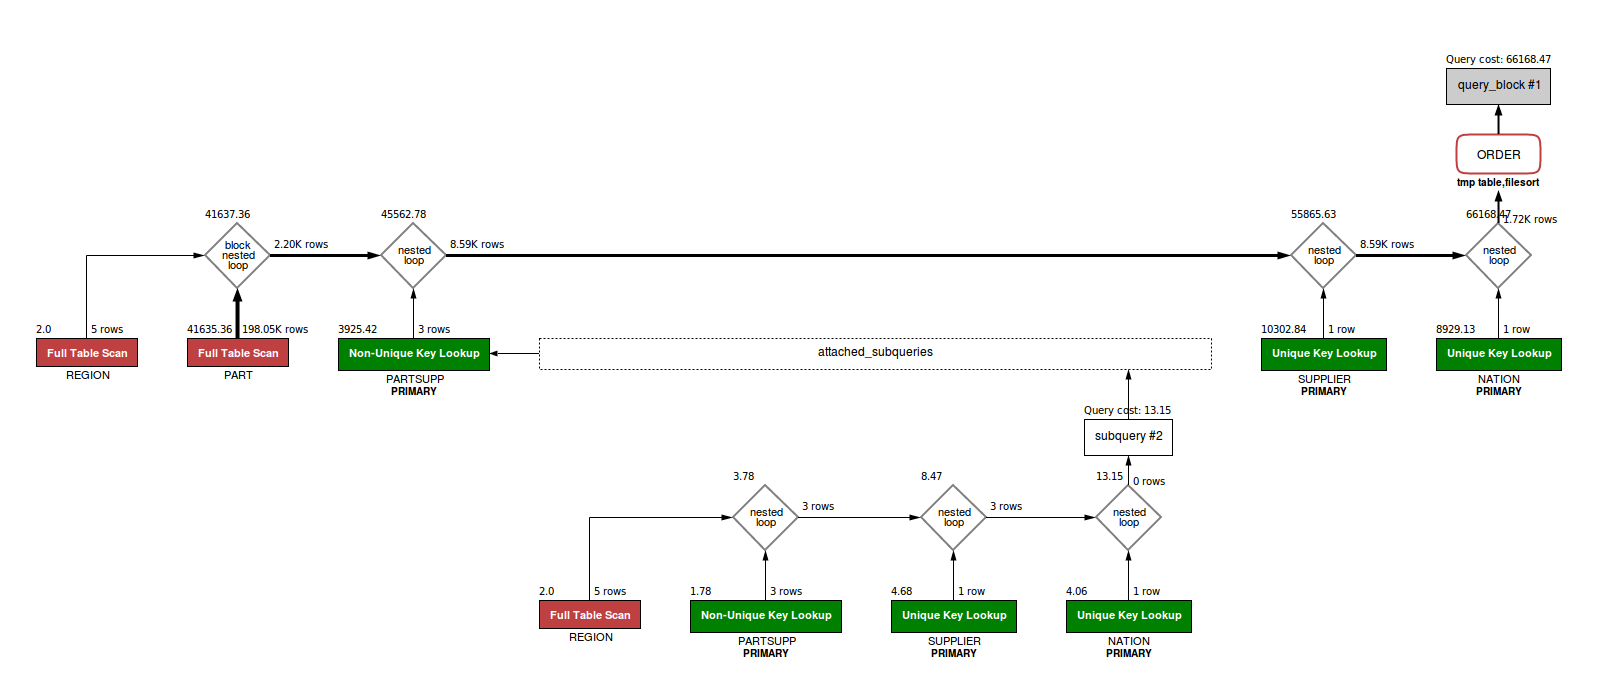 Query cost: 66168.47
query_block #1
ORDER
tmp table,filesort
41637.36
45562.78
55865.63
66168.47
1.72K rows
block
nested
loop
2.20K rows
nested
loop
8.59K rows
nested
loop
8.59K rows
nested
loop
2.0
5 rows
41635.36
198.05K rows
3925.42
3 rows
10302.84
1 row
8929.13
1 row
Full Table Scan
REGION
Full Table Scan
PART
Non-Unique Key Lookup
PARTSUPP
PRIMARY
attached_subqueries
Unique Key Lookup
SUPPLIER
PRIMARY
Unique Key Lookup
NATION
PRIMARY
Query cost: 13.15
subquery #2
3.78
8.47
13.15
0 rows
nested
loop
3 rows
nested
loop
3 rows
nested
loop
2.0
5 rows
1.78
3 rows
4.68
1 row
4.06
1 row
Full Table Scan
REGION
Non-Unique Key Lookup
PARTSUPP
PRIMARY
Unique Key Lookup
SUPPLIER
PRIMARY
Unique Key Lookup
NATION
PRIMARY